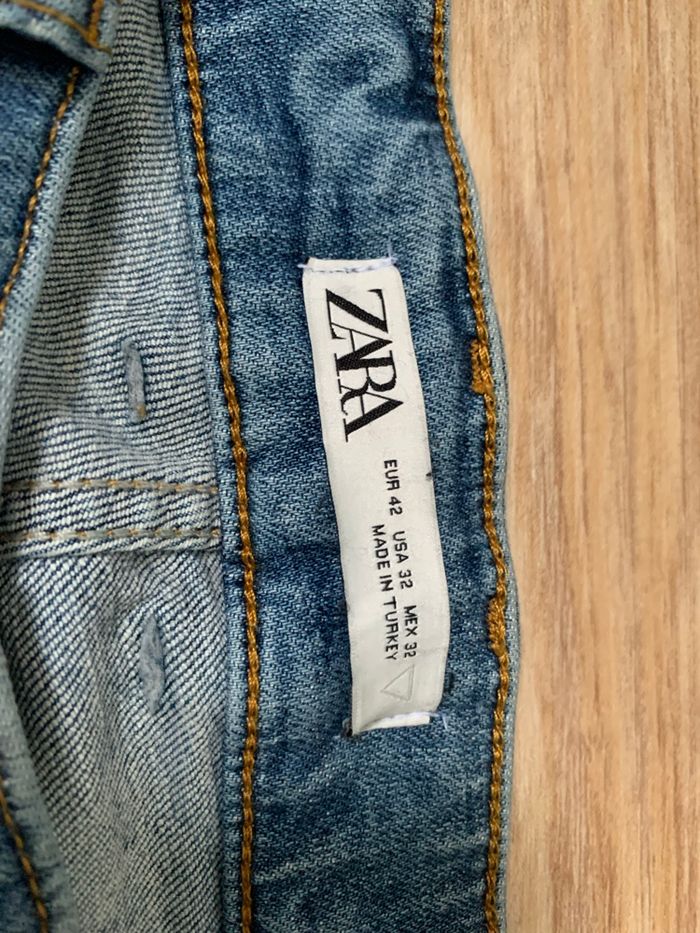 ZARA
EUR 42 USA 32 MEX 32
MADE IN TURKEY